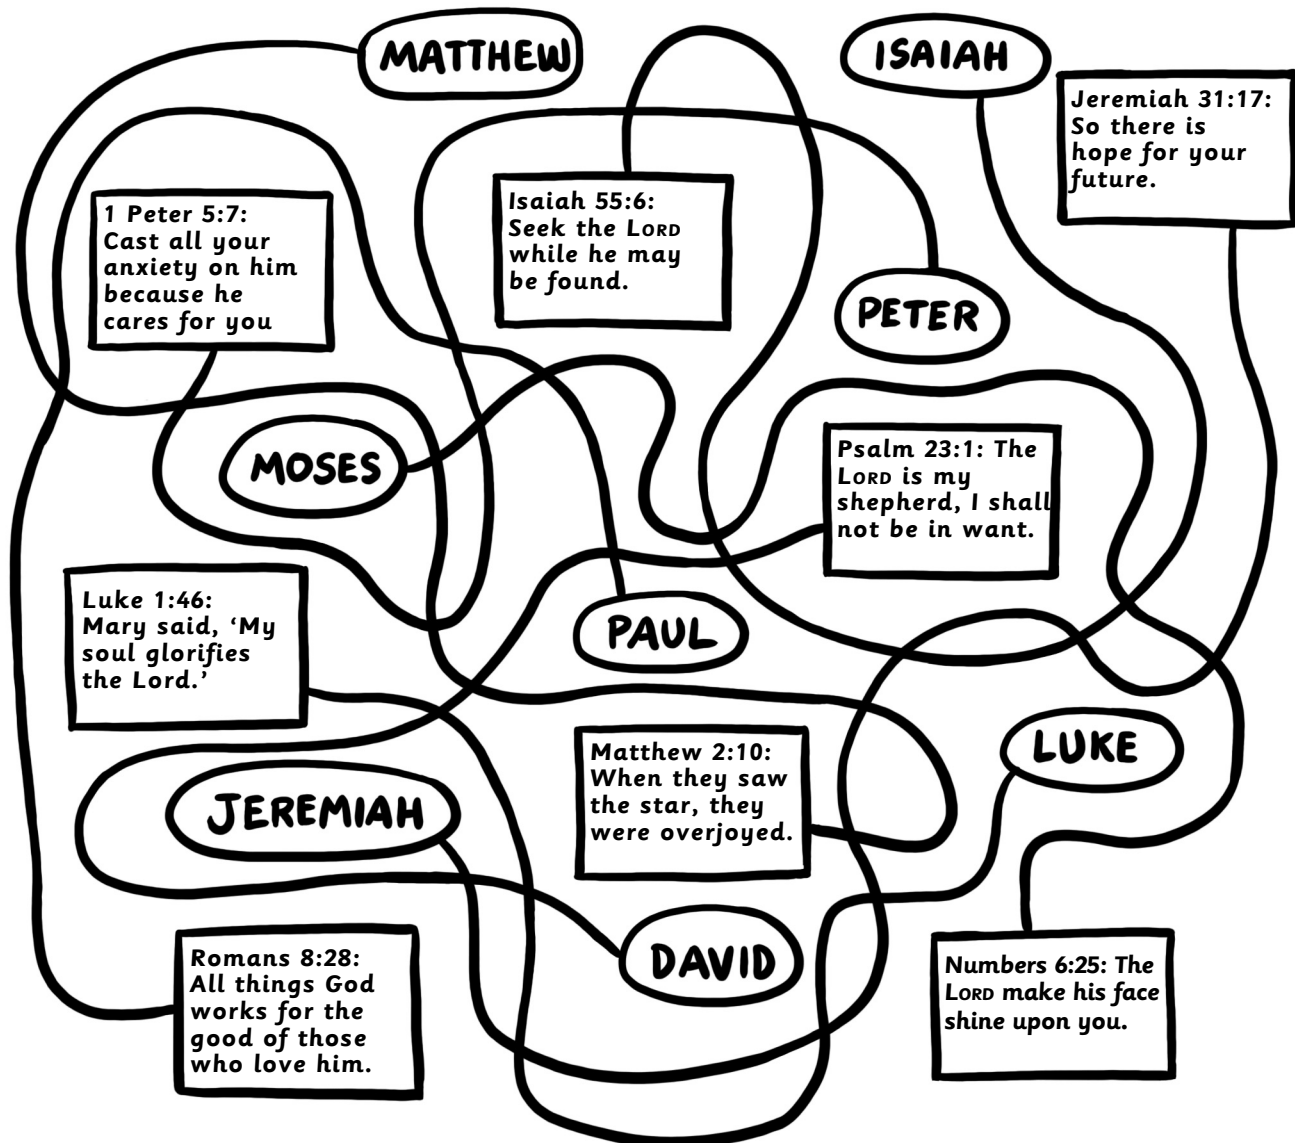 MATTHEW
ISAIAH
Jeremiah 31:17:
So there is
hope for your
future.
1 Peter 5:7:
Cast all your
anxiety on him
because he
cares for you
Isaiah 55:6:
Seek the LORD
while he may
be found.
PETER
MOSES
Psalm 23:1: The
LORD is my
shepherd, I shall
not be in want.
Luke 1:46:
Mary said, ‘My
soul glorifies
the Lord.’
PAUL
Matthew 2:10:
When they saw
the star, they
were overjoyed.
LUKE
JEREMIAH
DAVID
Romans 8:28:
All things God
works for the
good of those
who love him.
Numbers 6:25: The
LORD make his face
shine upon you.